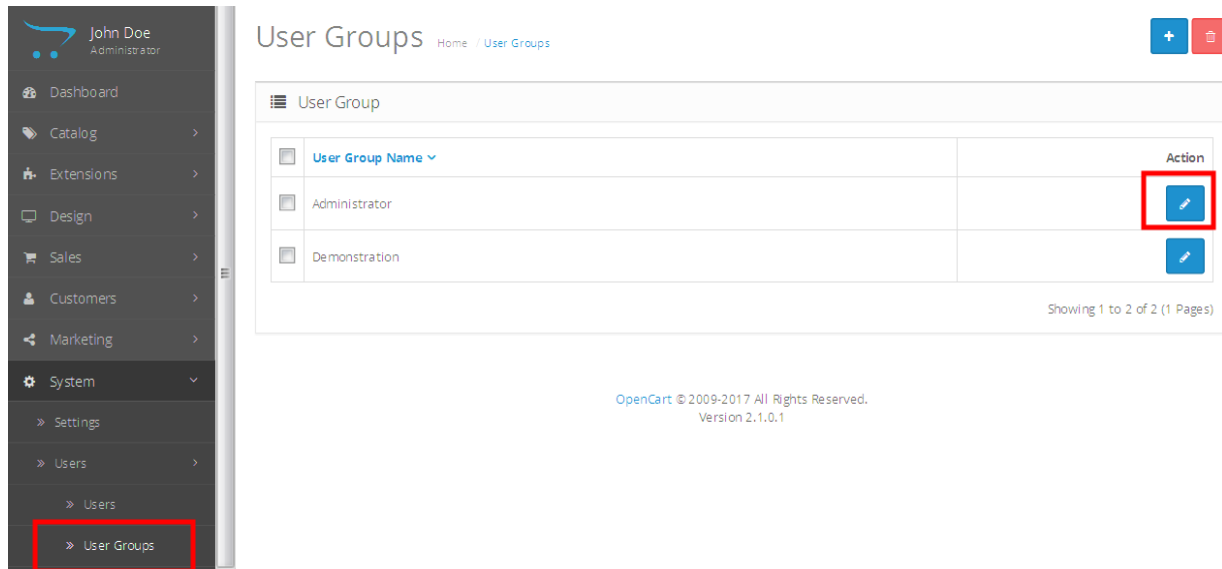 John Doe
Administrator
Dashboard
Catalog
Extensions
Design
Sales
Customers
Marketing
System
Settings
Users
Users
User Groups
User Groups Home / User Groups
User Group
User Group Name Action
Administrator
Demonstration
Showing 1 to 2 of 2 (1 Pages)
OpenCart © 2009-2017 All Rights Reserved.
Version 2.1.0.1